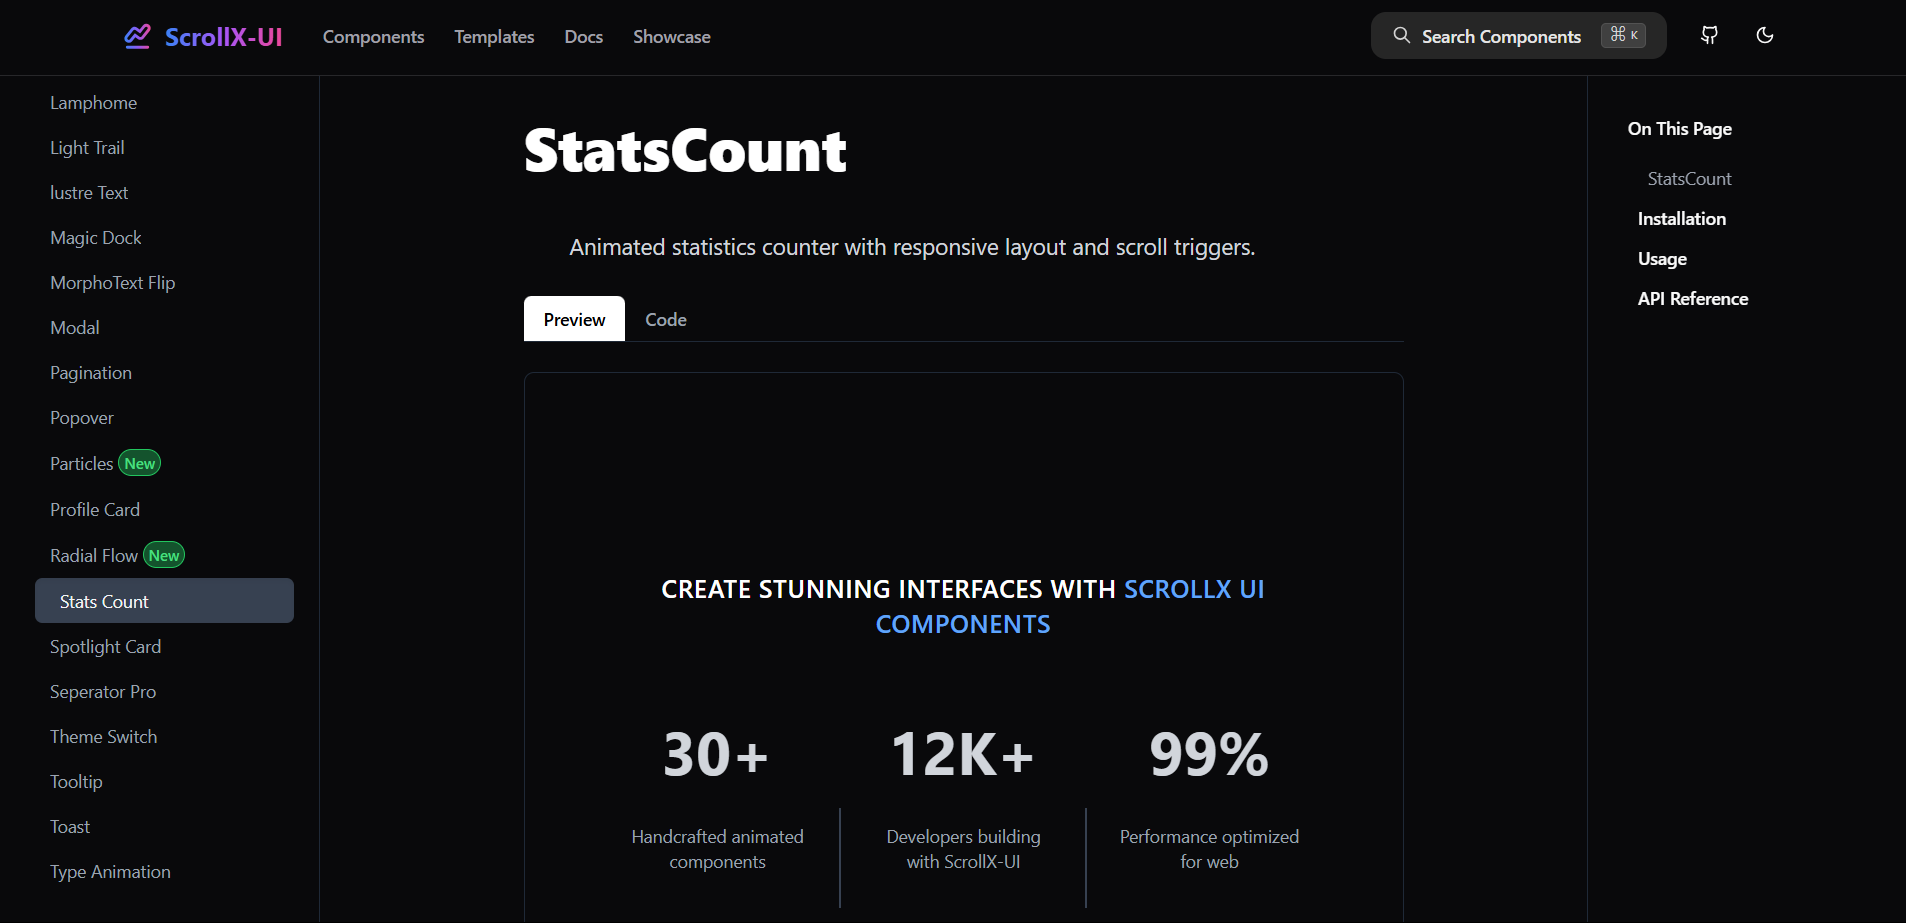 ScrollX-UI
Components
Templates
Docs
Showcase
Search Components
⌘ K
Lamphome
Light Trail
lustre Text
Magic Dock
MorphoText Flip
Modal
Pagination
Popover
Particles New
Profile Card
Radial Flow New
Stats Count
Spotlight Card
Seperator Pro
Theme Switch
Tooltip
Toast
Type Animation
StatsCount
Animated statistics counter with responsive layout and scroll triggers.
Preview
Code
CREATE STUNNING INTERFACES WITH SCROLLX UI
COMPONENTS
30+
Handcrafted animated
components
12K+
Developers building
with ScrollX-UI
99%
Performance optimized
for web
On This Page
StatsCount
Installation
Usage
API Reference